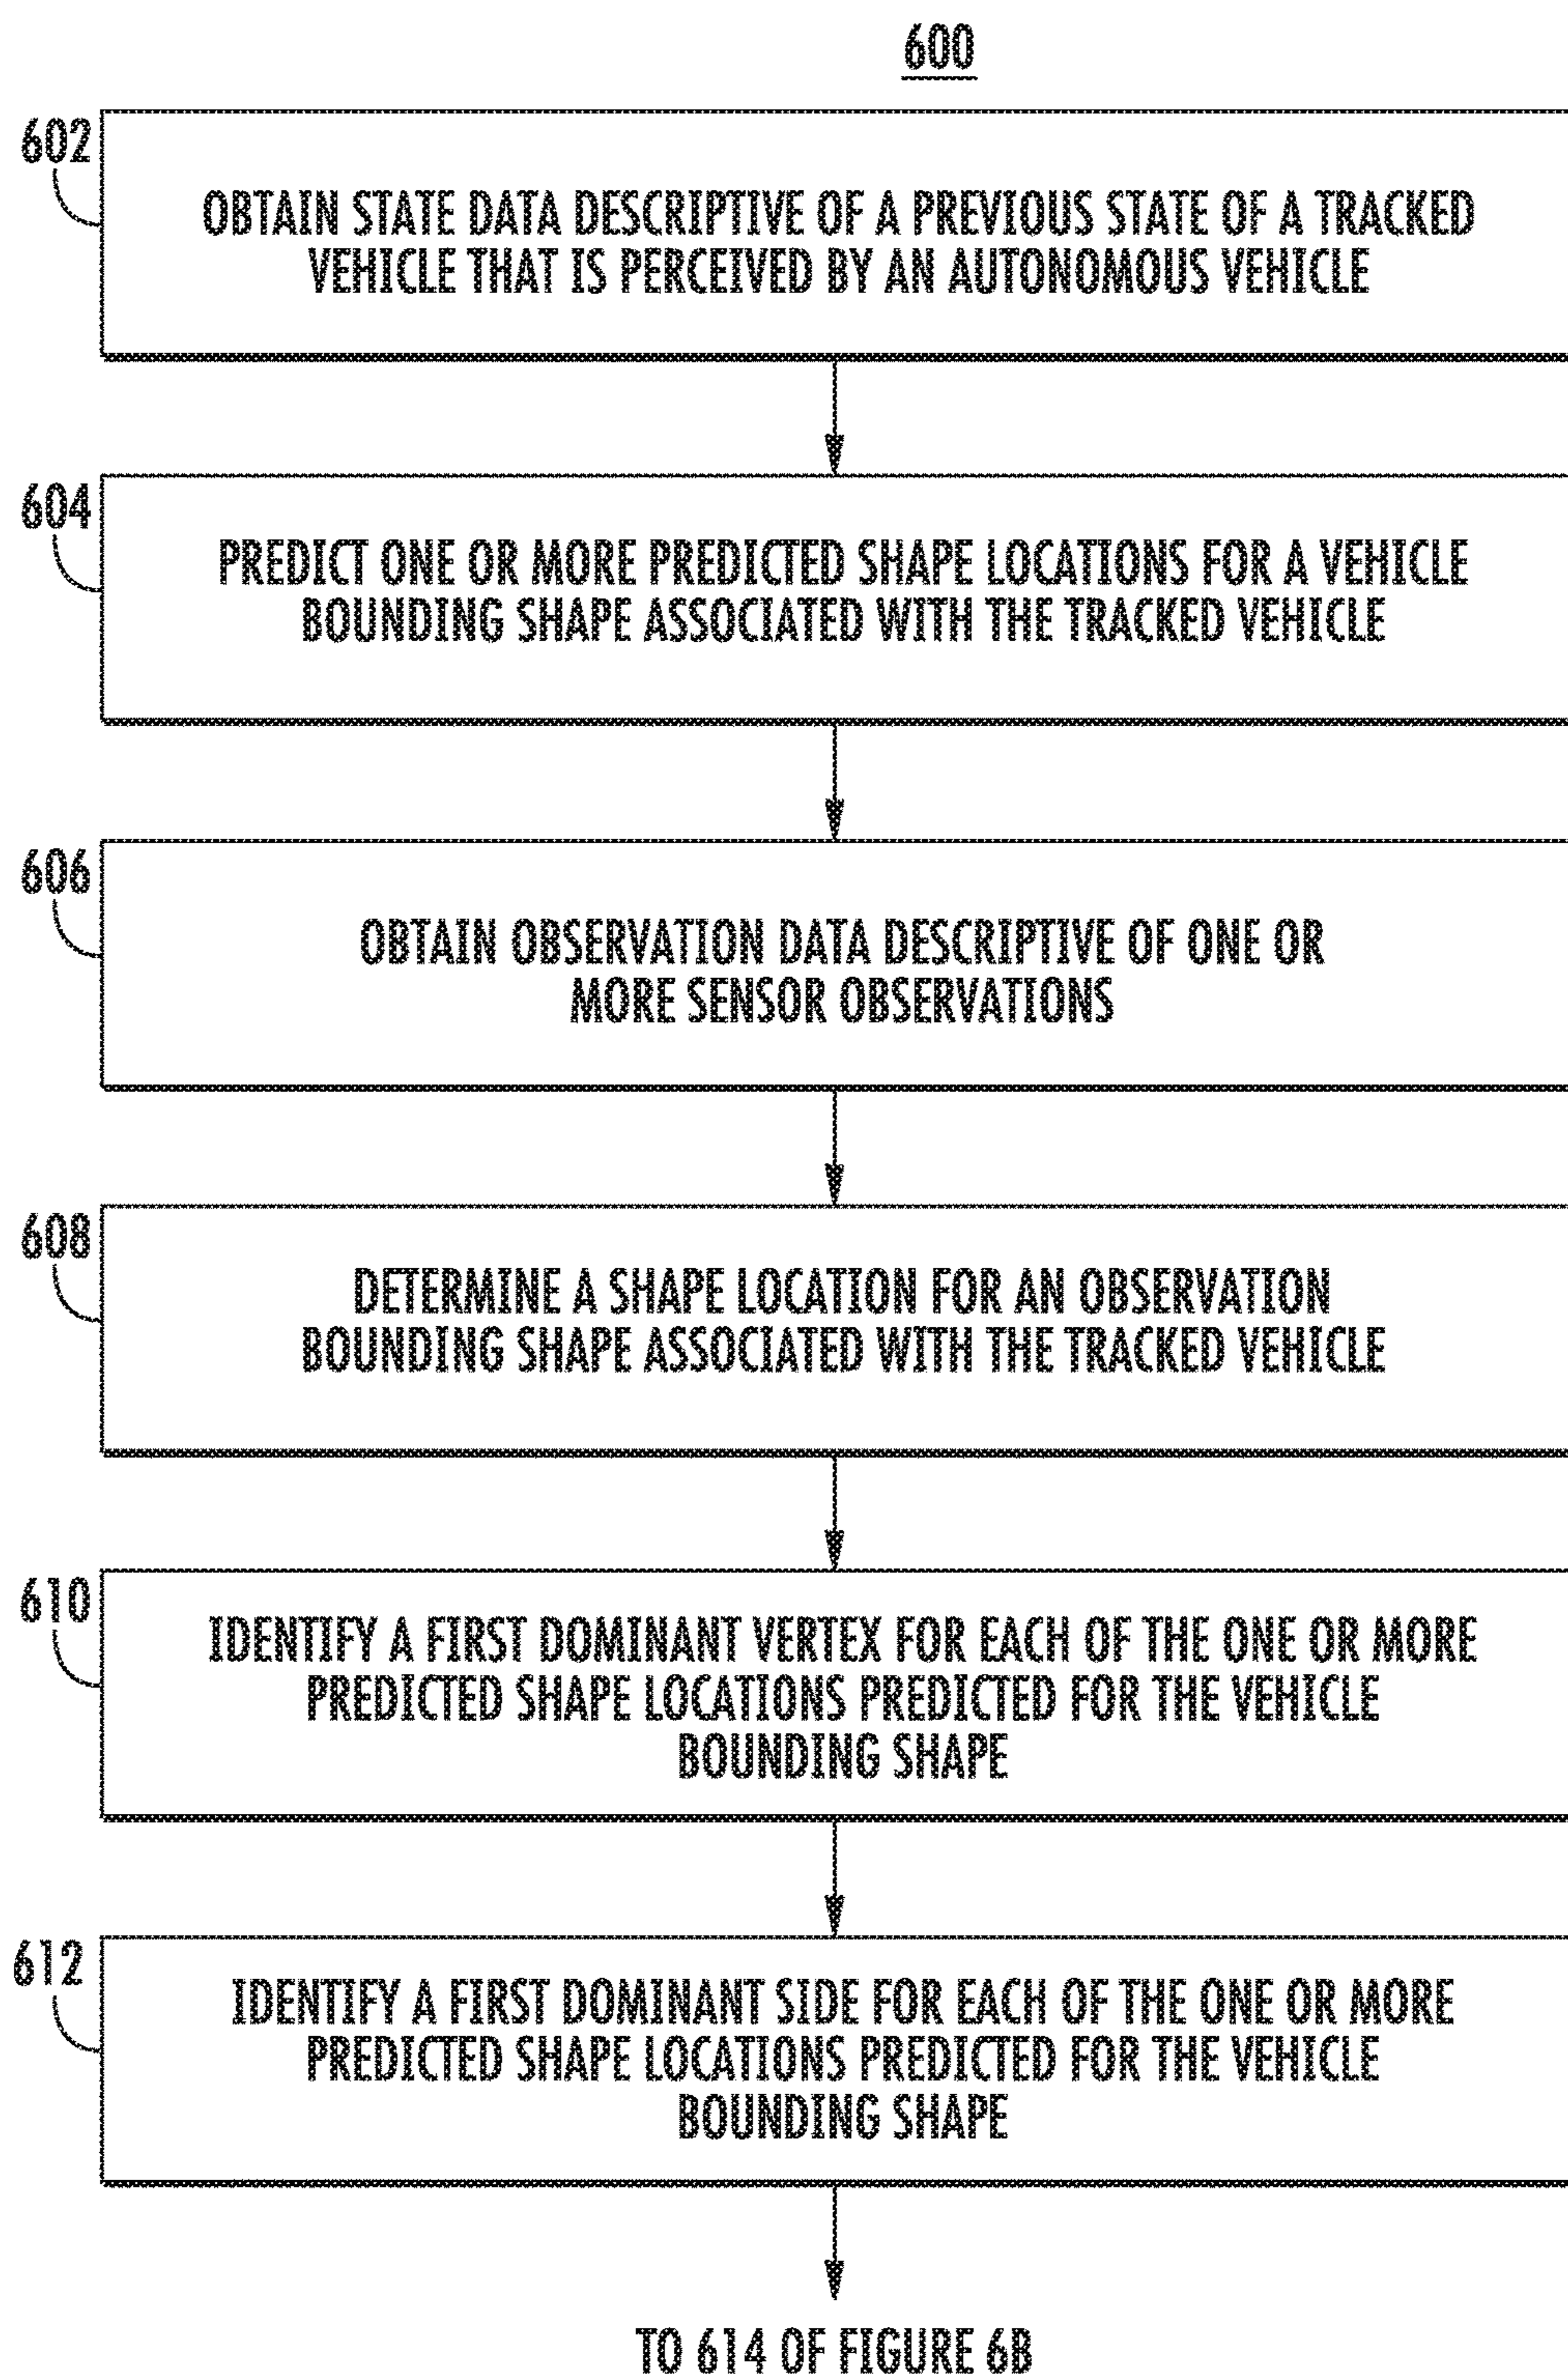 600
602
OBTAIN STATE DATA DESCRIPTIVE OF A PREVIOUS STATE OF A TRACKED
VEHICLE THAT IS PERCEIVED BY AN AUTONOMOUS VEHICLE
604
PREDICT ONE OR MORE PREDICTED SHAPE LOCATIONS FOR A VEHICLE
BOUNDING SHAPE ASSOCIATED WITH THE TRACKED VEHICLE
606
OBTAIN OBSERVATION DATA DESCRIPTIVE OF ONE OR
MORE SENSOR OBSERVATIONS
608
DETERMINE A SHAPE LOCATION FOR AN OBSERVATION
BOUNDING SHAPE ASSOCIATED WITH THE TRACKED VEHICLE
610
IDENTIFY A FIRST DOMINANT VERTEX FOR EACH OF THE ONE OR MORE
PREDICTED SHAPE LOCATIONS PREDICTED FOR THE VEHICLE
BOUNDING SHAPE
612
IDENTIFY A FIRST DOMINANT SIDE FOR EACH OF THE ONE OR MORE
PREDICTED SHAPE LOCATIONS PREDICTED FOR THE VEHICLE
BOUNDING SHAPE
TO 614 OF FIGURE 6B